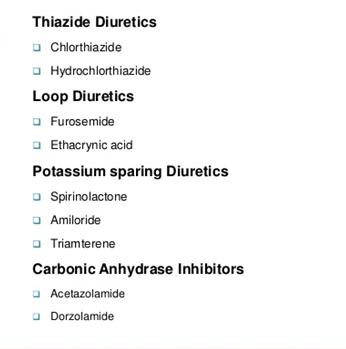 Thiazide Diuretics
Chlorthiazide
Hydrochlorthiazide
Loop Diuretics
Furosemide
Ethacrynic acid
Potassium sparing Diuretics
Spirinolactone
Amiloride
Triamterene
Carbonic Anhydrase Inhibitors
Acetazolamide
Dorzolamide